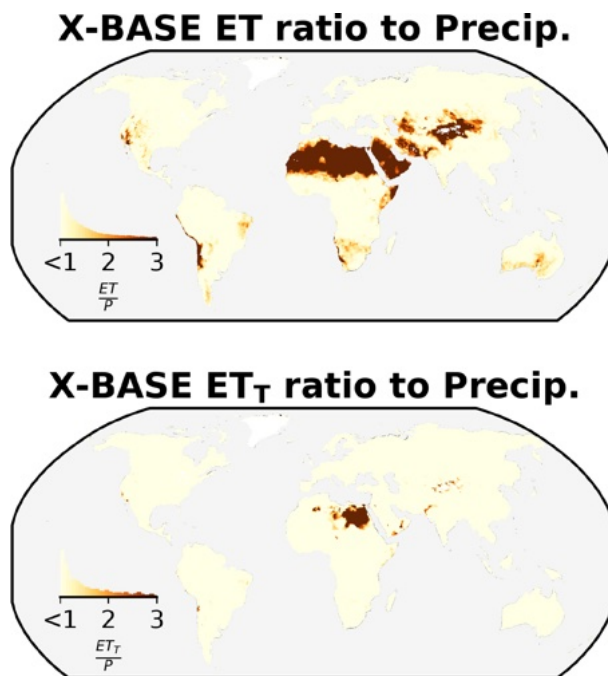 X-BASE ET ratio to Precip.
<1 2 3
ET
P
X-BASE ET_T ratio to Precip.
<1 2 3
ET_T
P